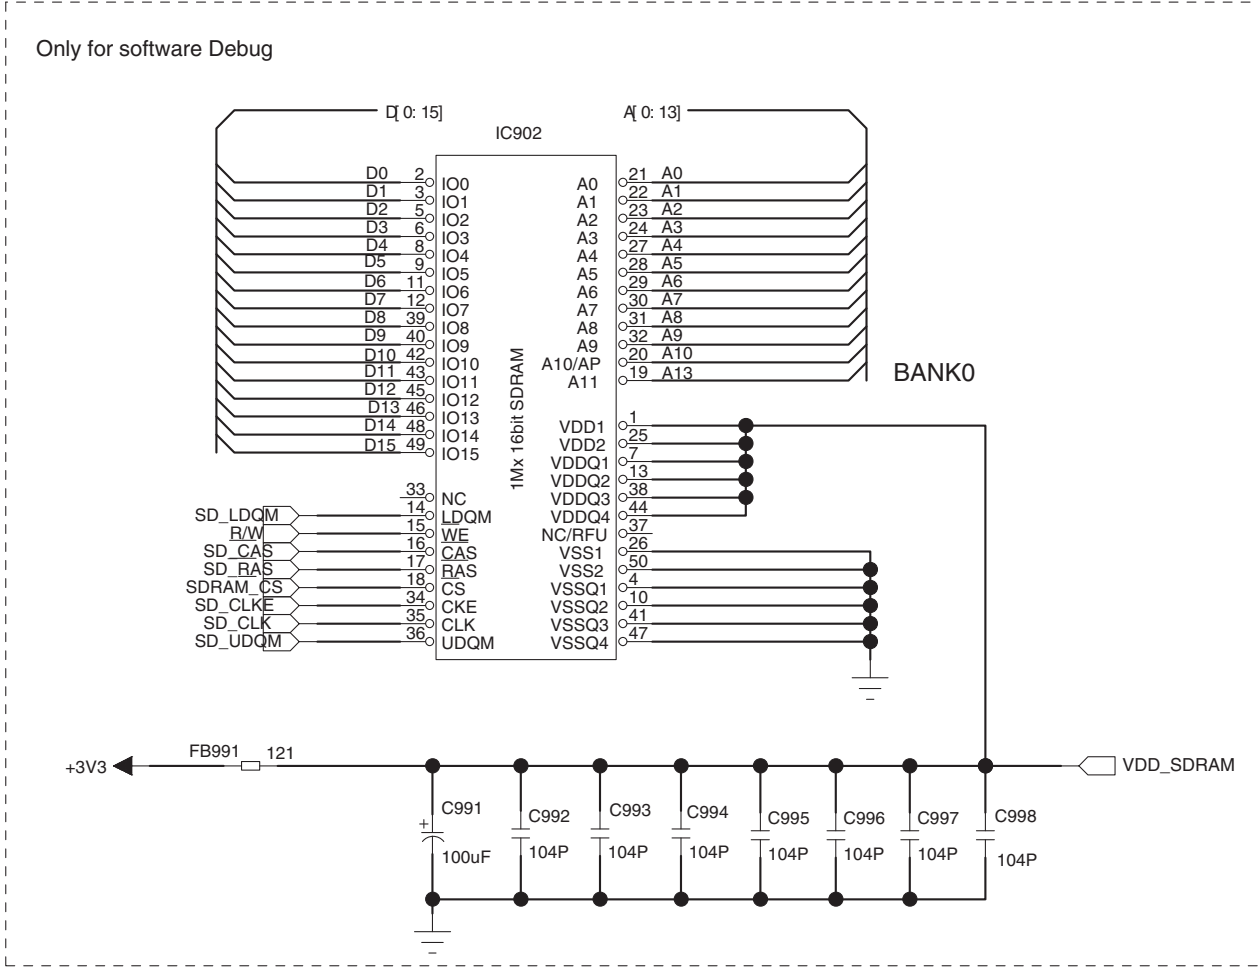 Only for software Debug
D[ 0: 15]
A[ 0: 13]
IC902
D0 2 IO0 A0 21 A0
D1 3 IO1 A1 22 A1
D2 5 IO2 A2 23 A2
D3 6 IO3 A3 24 A3
D4 8 IO4 A4 27 A4
D5 9 IO5 A5 28 A5
D6 11 IO6 A6 29 A6
D7 12 IO7 A7 30 A7
D8 39 IO8 A8 31 A8
D9 40 IO9 A9 32 A9
D10 42 IO10 A10/AP 20 A10
D11 43 IO11 A11 19 A13
BANK0
D12 45 IO12
D13 46 IO13 VDD1 1
D14 48 IO14 VDD2 25
D15 49 IO15 VDDQ1 7
VDDQ2 13
33 NC VDDQ3 38
SD_LDQM 14 LDQM VDDQ4 44
R/W 15 WE NC/RFU 37
SD_CAS 16 CAS VSS1 26
SD_RAS 17 RAS VSS2 50
SDRAM_CS 18 CS VSSQ1 4
SD_CLKE 34 CKE VSSQ2 10
SD_CLK 35 CLK VSSQ3 41
SD_UDQM 36 UDQM VSSQ4 47
1Mx 16bit SDRAM
+3V3
FB991 121
VDD_SDRAM
C991 C992 C993 C994 C995 C996 C997 C998
+
100uF 104P 104P 104P 104P 104P 104P 104P